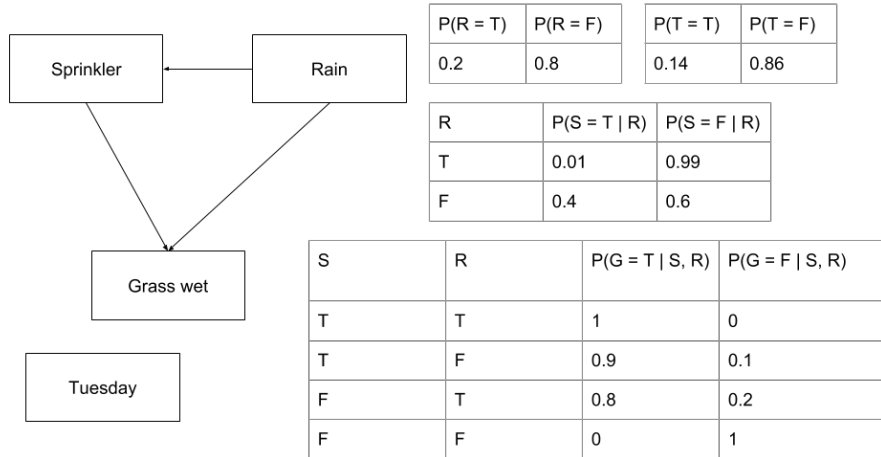 P(R = T) P(R = F)
0.2 0.8
P(T = T) P(T = F)
0.14 0.86
Sprinkler
Rain
R P(S = T | R) P(S = F | R)
T 0.01 0.99
F 0.4 0.6
Grass wet
Tuesday
S R P(G = T | S, R) P(G = F | S, R)
T T 1 0
T F 0.9 0.1
F T 0.8 0.2
F F 0 1